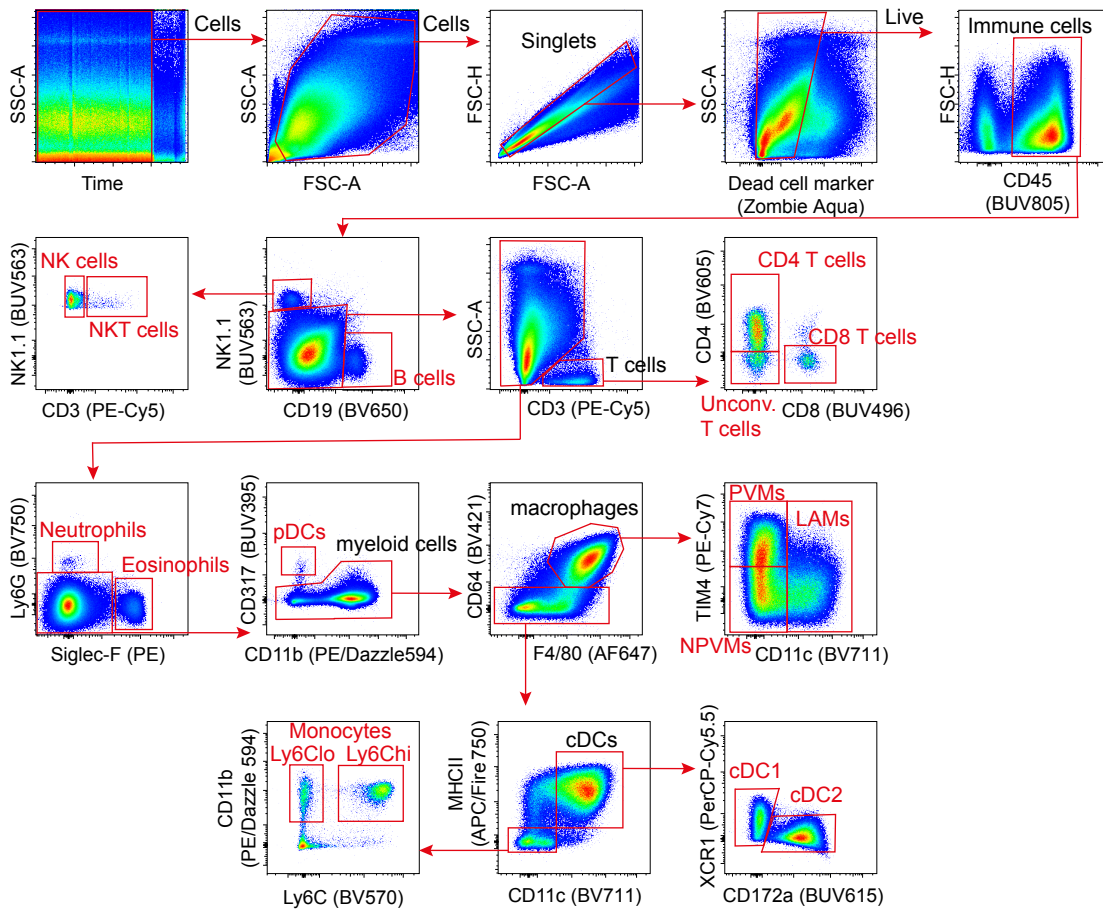 Cells
Cells
Singlets
Live
Immune cells
SSC-A
SSC-A
FSC-H
SSC-A
FSC-H
Time
FSC-A
FSC-A
Dead cell marker
(Zombie Aqua)
CD45
(BUV805)
NK cells
NKT cells
NK1.1 (BUV563)
CD3 (PE-Cy5)
NK1.1
(BUV563)
B cells
CD19 (BV650)
SSC-A
T cells
CD3 (PE-Cy5)
CD4 (BV605)
CD4 T cells
CD8 T cells
Unconv.
T cells
CD8 (BUV496)
Ly6G (BV750)
Neutrophils
Eosinophils
Siglec-F (PE)
CD317 (BUV395)
pDCs
myeloid cells
CD11b (PE/Dazzle594)
CD64 (BV421)
macrophages
F4/80 (AF647)
TIM4 (PE-Cy7)
PVMs
LAMs
NPVMs
CD11c (BV711)
CD11b
(PE/Dazzle 594)
Monocytes
Ly6Clo Ly6Chi
Ly6C (BV570)
MHCII
(APC/Fire 750)
cDCs
CD11c (BV711)
XCR1 (PerCP-Cy5.5)
cDC1
cDC2
CD172a (BUV615)